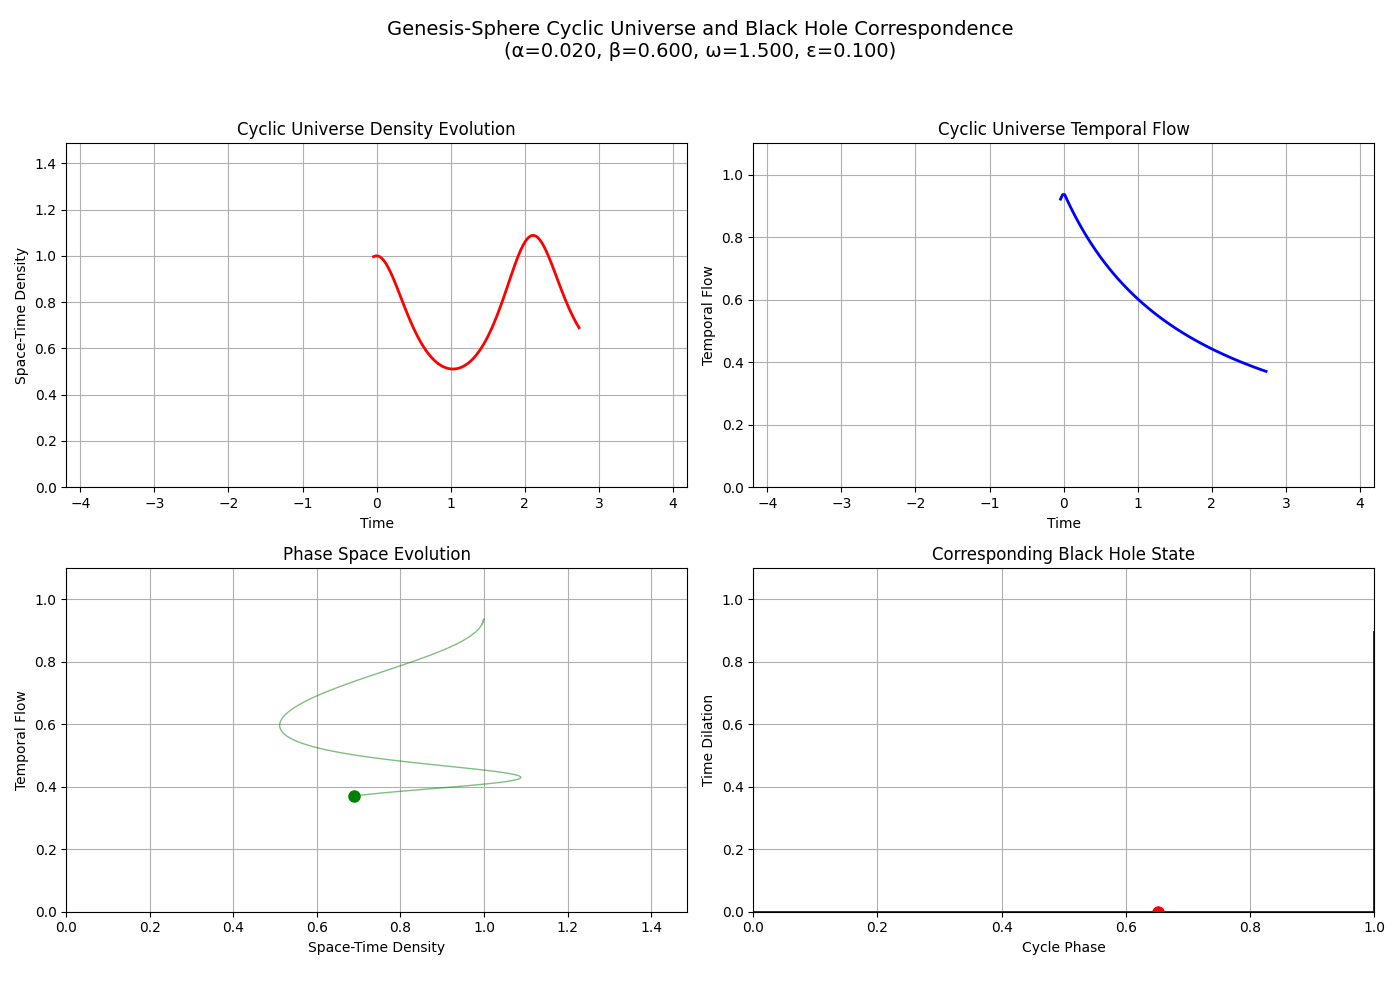 Genesis-Sphere Cyclic Universe and Black Hole Correspondence
(α=0.020, β=0.600, ω=1.500, ε=0.100)
Cyclic Universe Density Evolution
Space-Time Density
1.4
1.2
1.0
0.8
0.6
0.4
0.2
0.0
−4 −3 −2 −1 0 1 2 3 4
Time
Cyclic Universe Temporal Flow
Temporal Flow
1.0
0.8
0.6
0.4
0.2
0.0
−4 −3 −2 −1 0 1 2 3 4
Time
Phase Space Evolution
Temporal Flow
1.0
0.8
0.6
0.4
0.2
0.0
0.0 0.2 0.4 0.6 0.8 1.0 1.2 1.4
Space-Time Density
Corresponding Black Hole State
Time Dilation
1.0
0.8
0.6
0.4
0.2
0.0
0.0 0.2 0.4 0.6 0.8 1.0
Cycle Phase